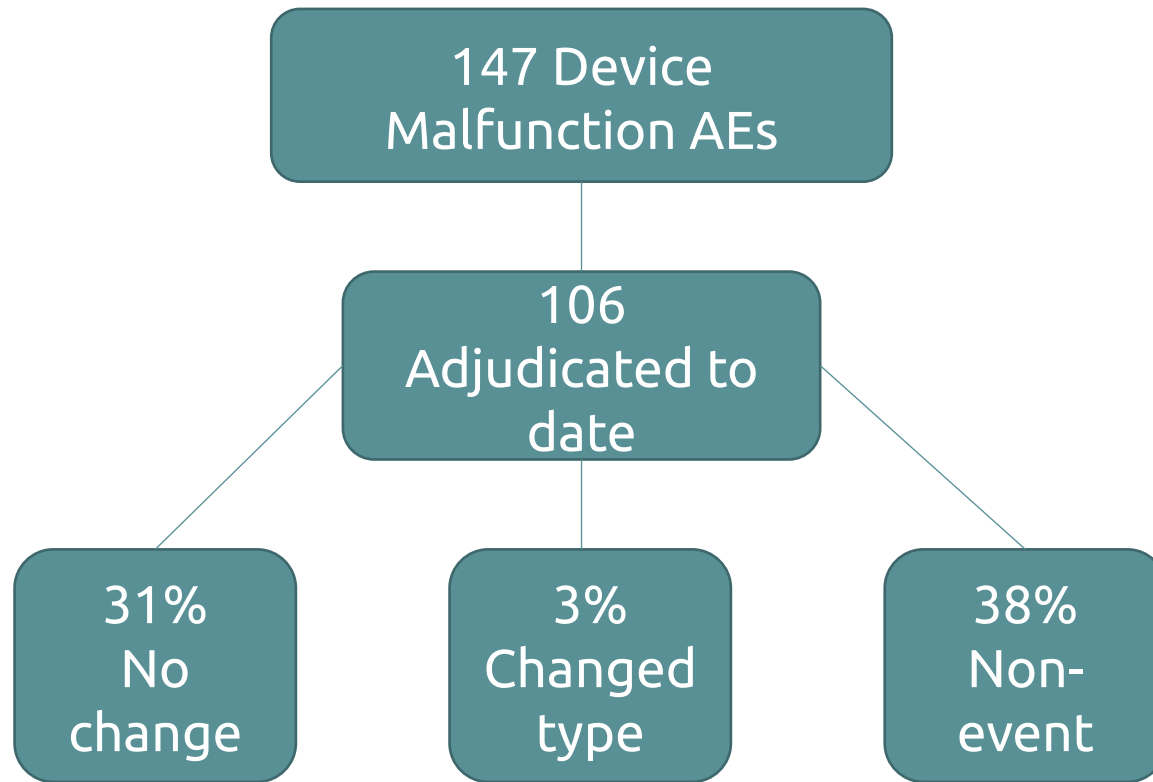 147 Device
Malfunction AEs
106
Adjudicated to
date
31%
No
change
3%
Changed
type
38%
Non-
event